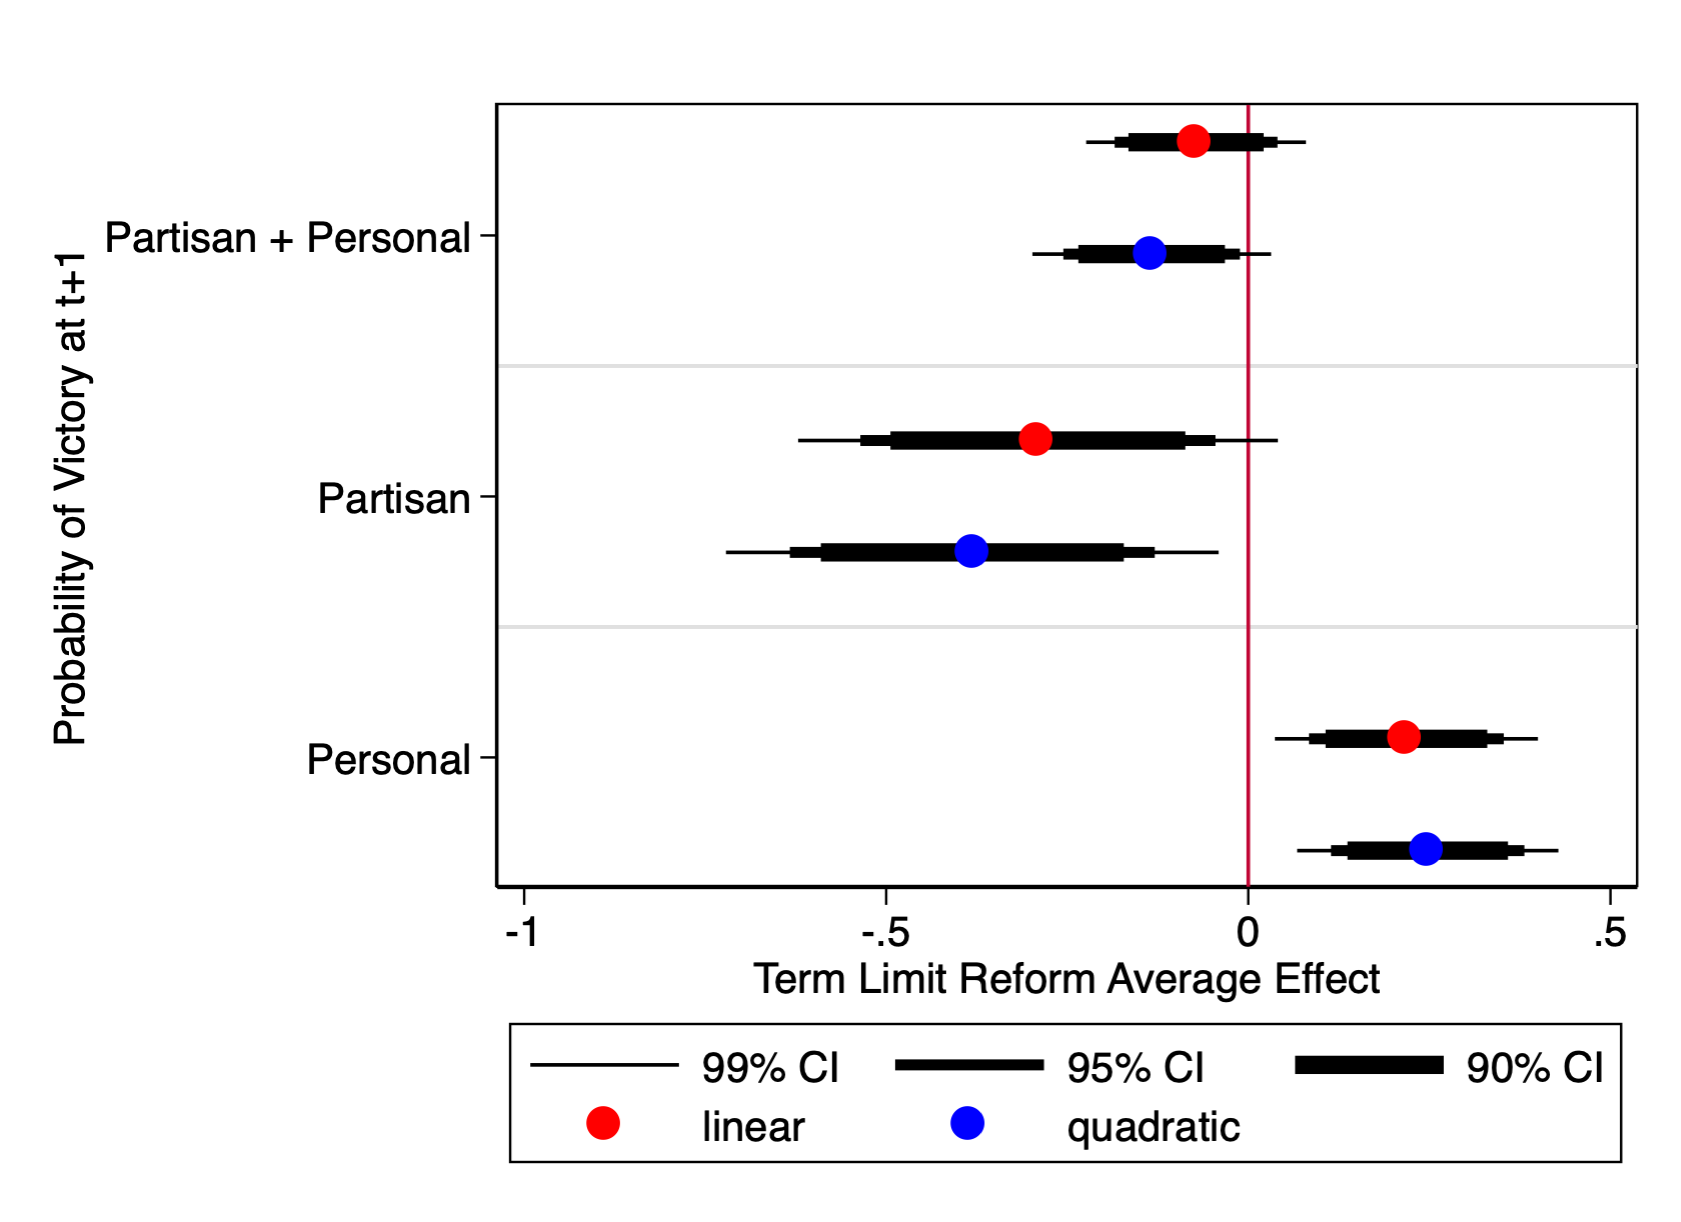 Probability of Victory at t+1
Partisan + Personal
Partisan
Personal
-1 -.5 0 .5
Term Limit Reform Average Effect
99% CI 95% CI 90% CI
linear quadratic